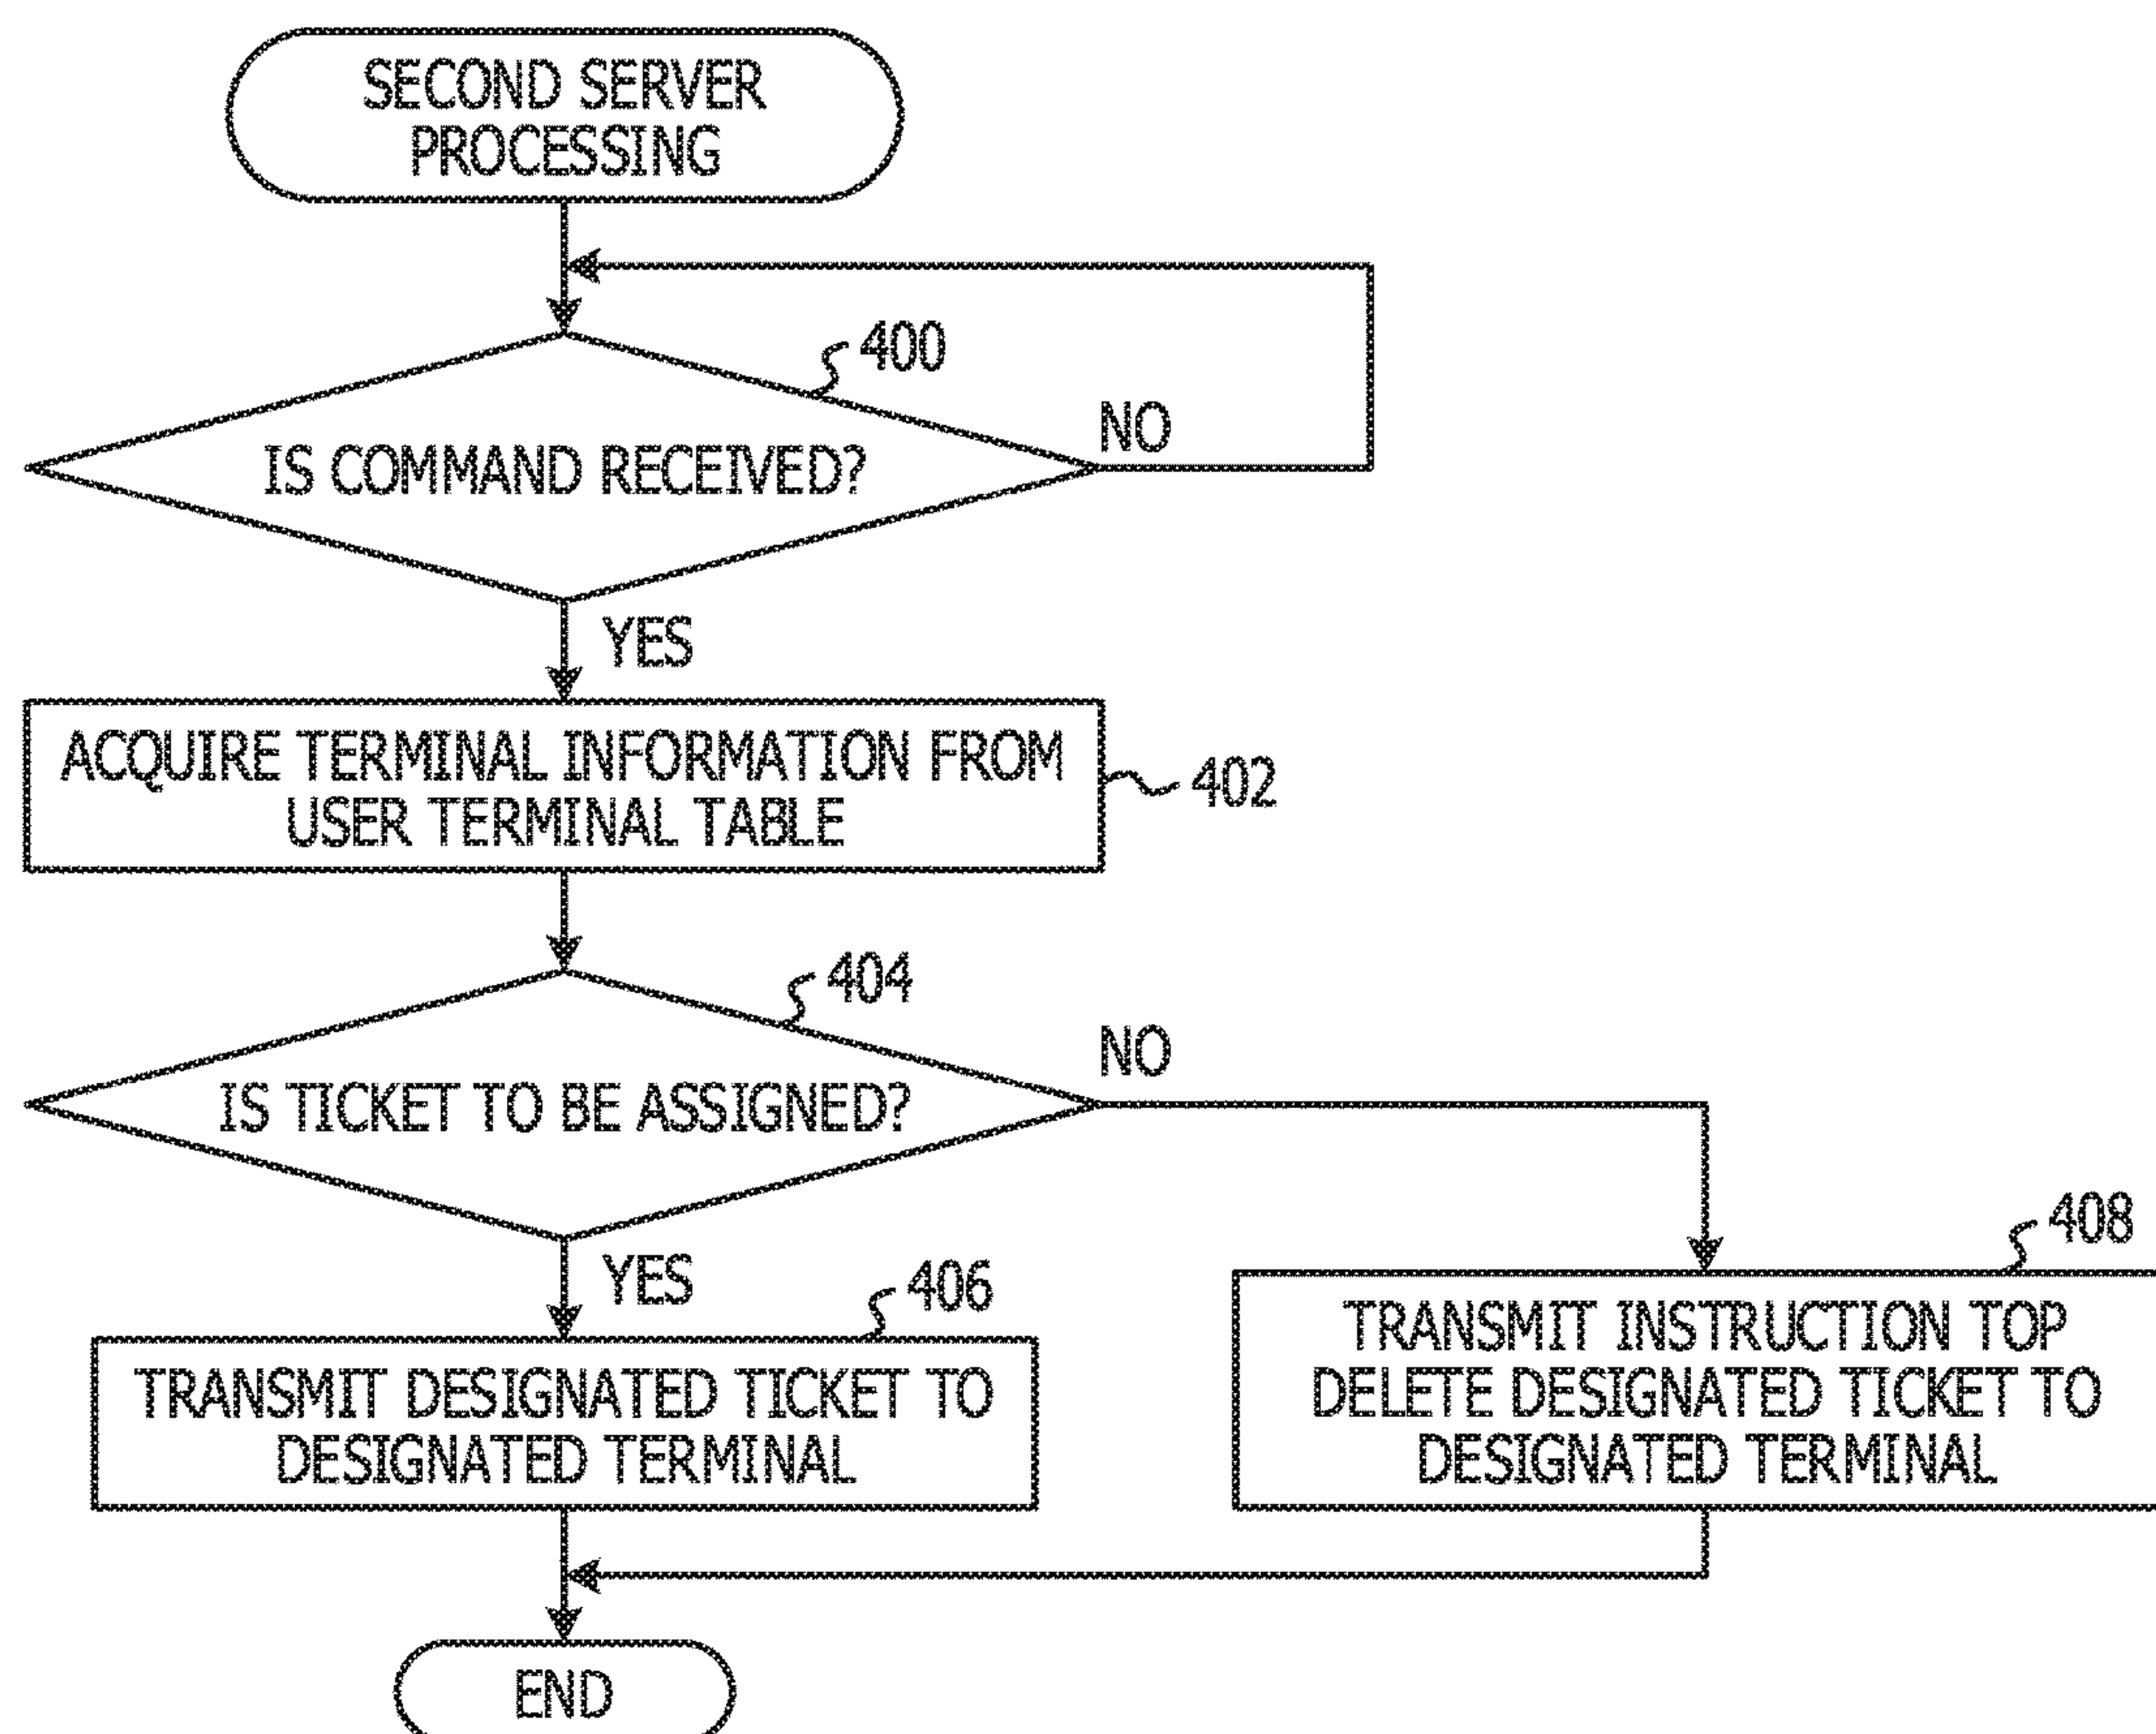 SECOND SERVER
PROCESSING
400
NO
IS COMMAND RECEIVED?
YES
ACQUIRE TERMINAL INFORMATION FROM
USER TERMINAL TABLE
402
404
NO
IS TICKET TO BE ASSIGNED?
YES
406
408
TRANSMIT DESIGNATED TICKET TO
DESIGNATED TERMINAL
TRANSMIT INSTRUCTION TOP
DELETE DESIGNATED TICKET TO
DESIGNATED TERMINAL
END